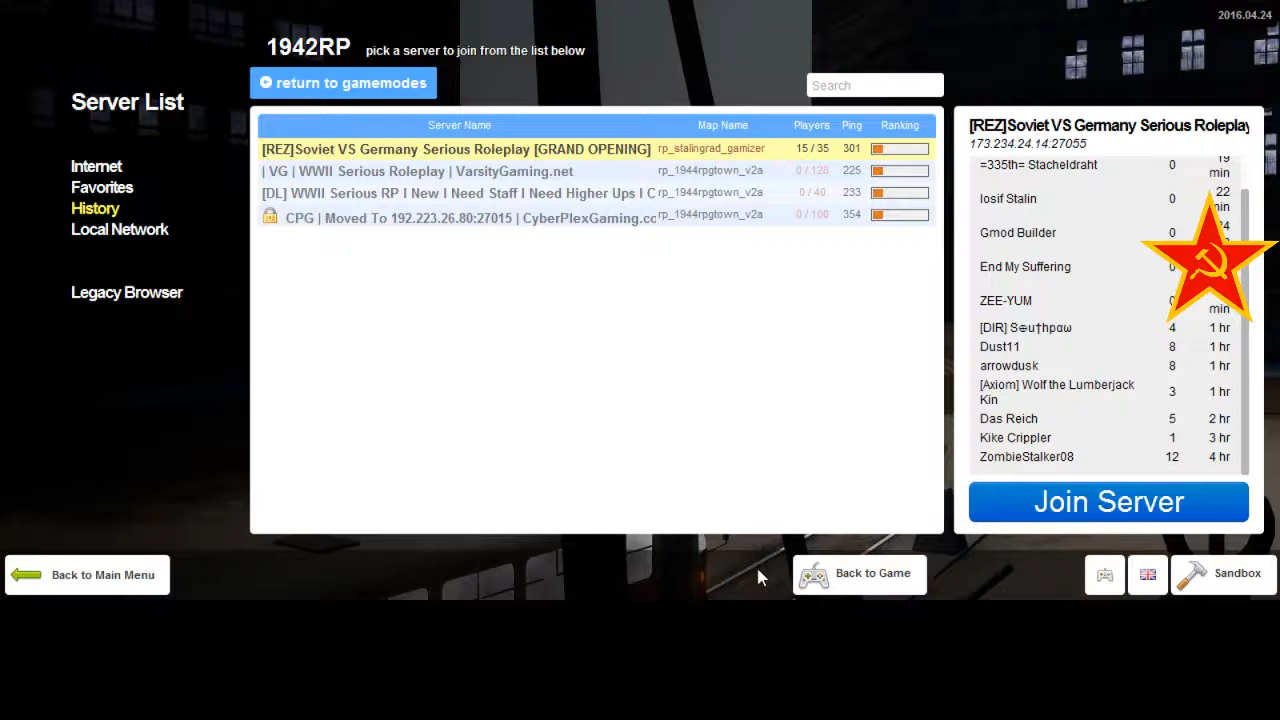 2016.04.24
1942RP pick a server to join from the list below
return to gamemodes
Search
Server List
Internet
Favorites
History
Local Network
Legacy Browser
Server Name Map Name Players Ping Ranking
[REZ]Soviet VS Germany Serious Roleplay [GRAND OPENING] rp_stalingrad_gamizer 15 / 35 301
| VG | WWII Serious Roleplay | VarsityGaming.net rp_1944rpgtown_v2a 0 / 128 225
[DL] WWII Serious RP I New I Need Staff I Need Higher Ups I C rp_1944rpgtown_v2a 0 / 40 233
CPG | Moved To 192.223.26.80:27015 | CyberPlexGaming.co rp_1944rpgtown_v2a 0 / 100 354
[REZ]Soviet VS Germany Serious Roleplay
173.234.24.14:27055
=335th= Stacheldraht 0 19 min
Iosif Stalin 0 22 min
Gmod Builder 0
End My Suffering
ZEE-YUM min
[DIR] S⊕u†hpαω 4 1 hr
Dust11 8 1 hr
arrowdusk 8 1 hr
[Axiom] Wolf the Lumberjack Kin 3 1 hr
Das Reich 5 2 hr
Kike Crippler 1 3 hr
ZombieStalker08 12 4 hr
Join Server
Back to Main Menu
Back to Game
Sandbox